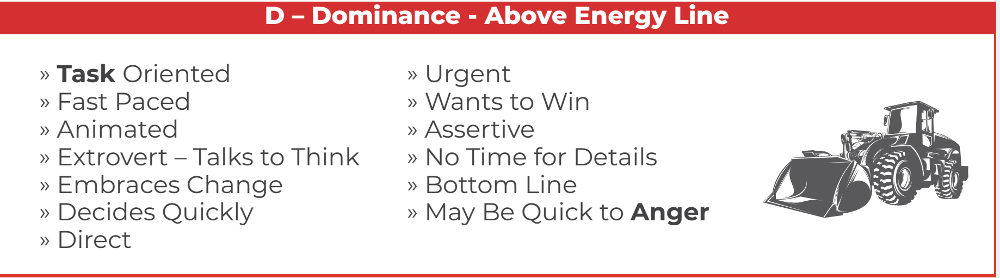 D – Dominance - Above Energy Line
» Task Oriented
» Fast Paced
» Animated
» Extrovert – Talks to Think
» Embraces Change
» Decides Quickly
» Direct
» Urgent
» Wants to Win
» Assertive
» No Time for Details
» Bottom Line
» May Be Quick to Anger